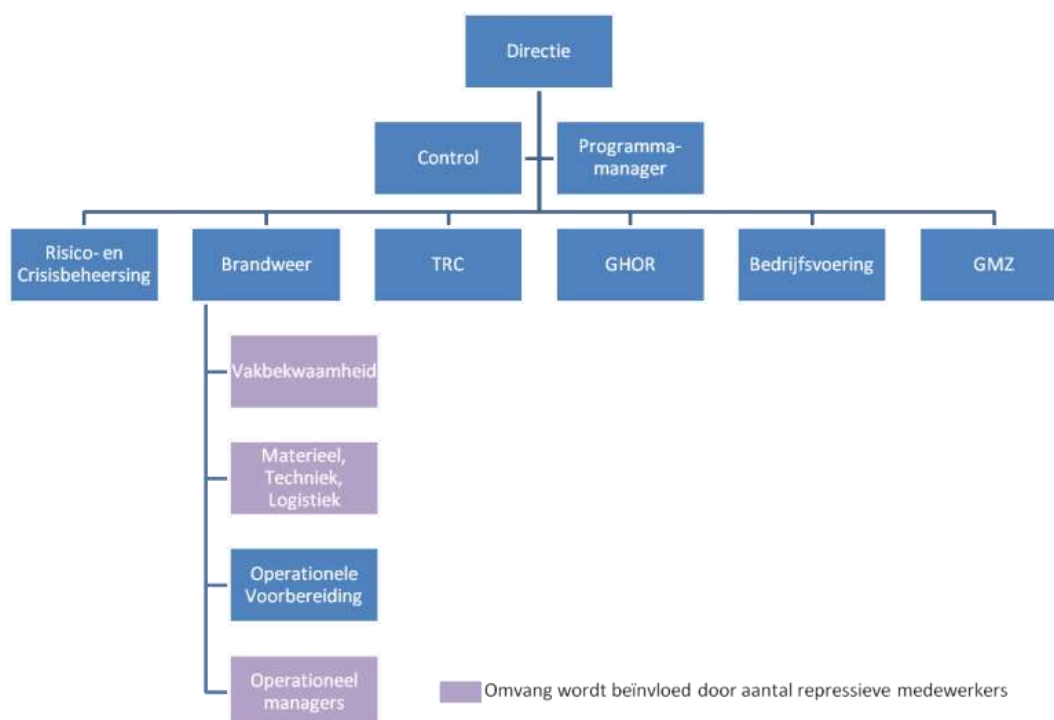 Directie
Control
Programma-
manager
Risico- en
Crisisbeheersing
Brandweer
TRC
GHOR
Bedrijfsvoering
GMZ
Vakbekwaamheid
Materieel,
Techniek,
Logistiek
Operationele
Voorbereiding
Operationeel
managers
Omvang wordt beïnvloed door aantal repressieve medewerkers